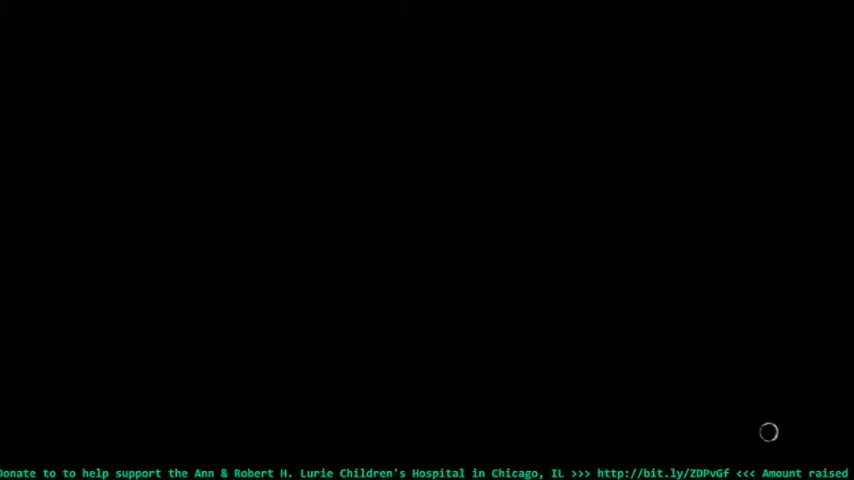 Donate to to help support the Ann & Robert H. Lurie Children's Hospital in Chicago, IL >>> http://bit.ly/ZDPvGf <<< Amount raised